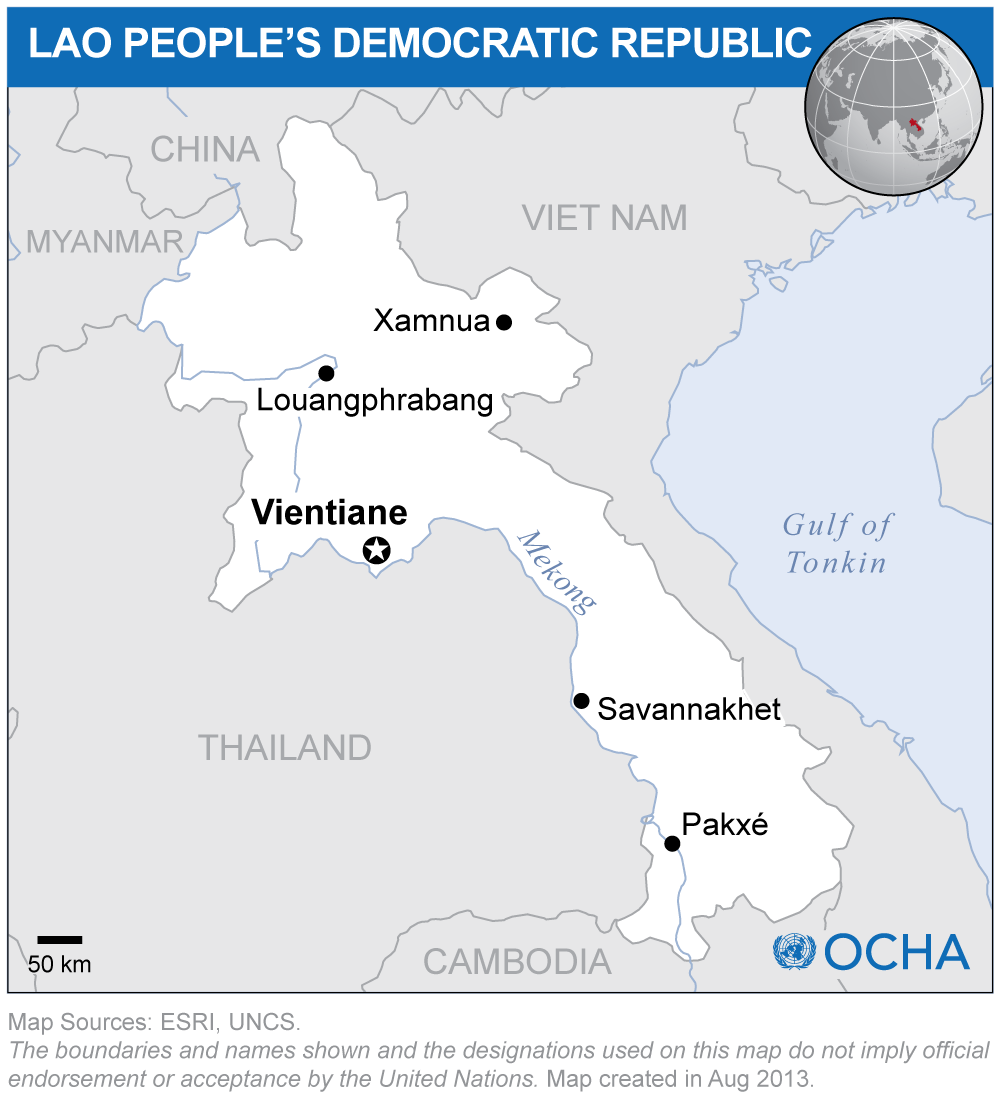 LAO PEOPLE'S DEMOCRATIC REPUBLIC
CHINA
VIET NAM
MYANMAR
Xamnua
Louangphrabang
Vientiane
Gulf of
Tonkin
Mekong
Savannakhet
THAILAND
Pakxé
CAMBODIA
OCHA
50 km
Map Sources: ESRI, UNCS.
The boundaries and names shown and the designations used on this map do not imply official
endorsement or acceptance by the United Nations. Map created in Aug 2013.